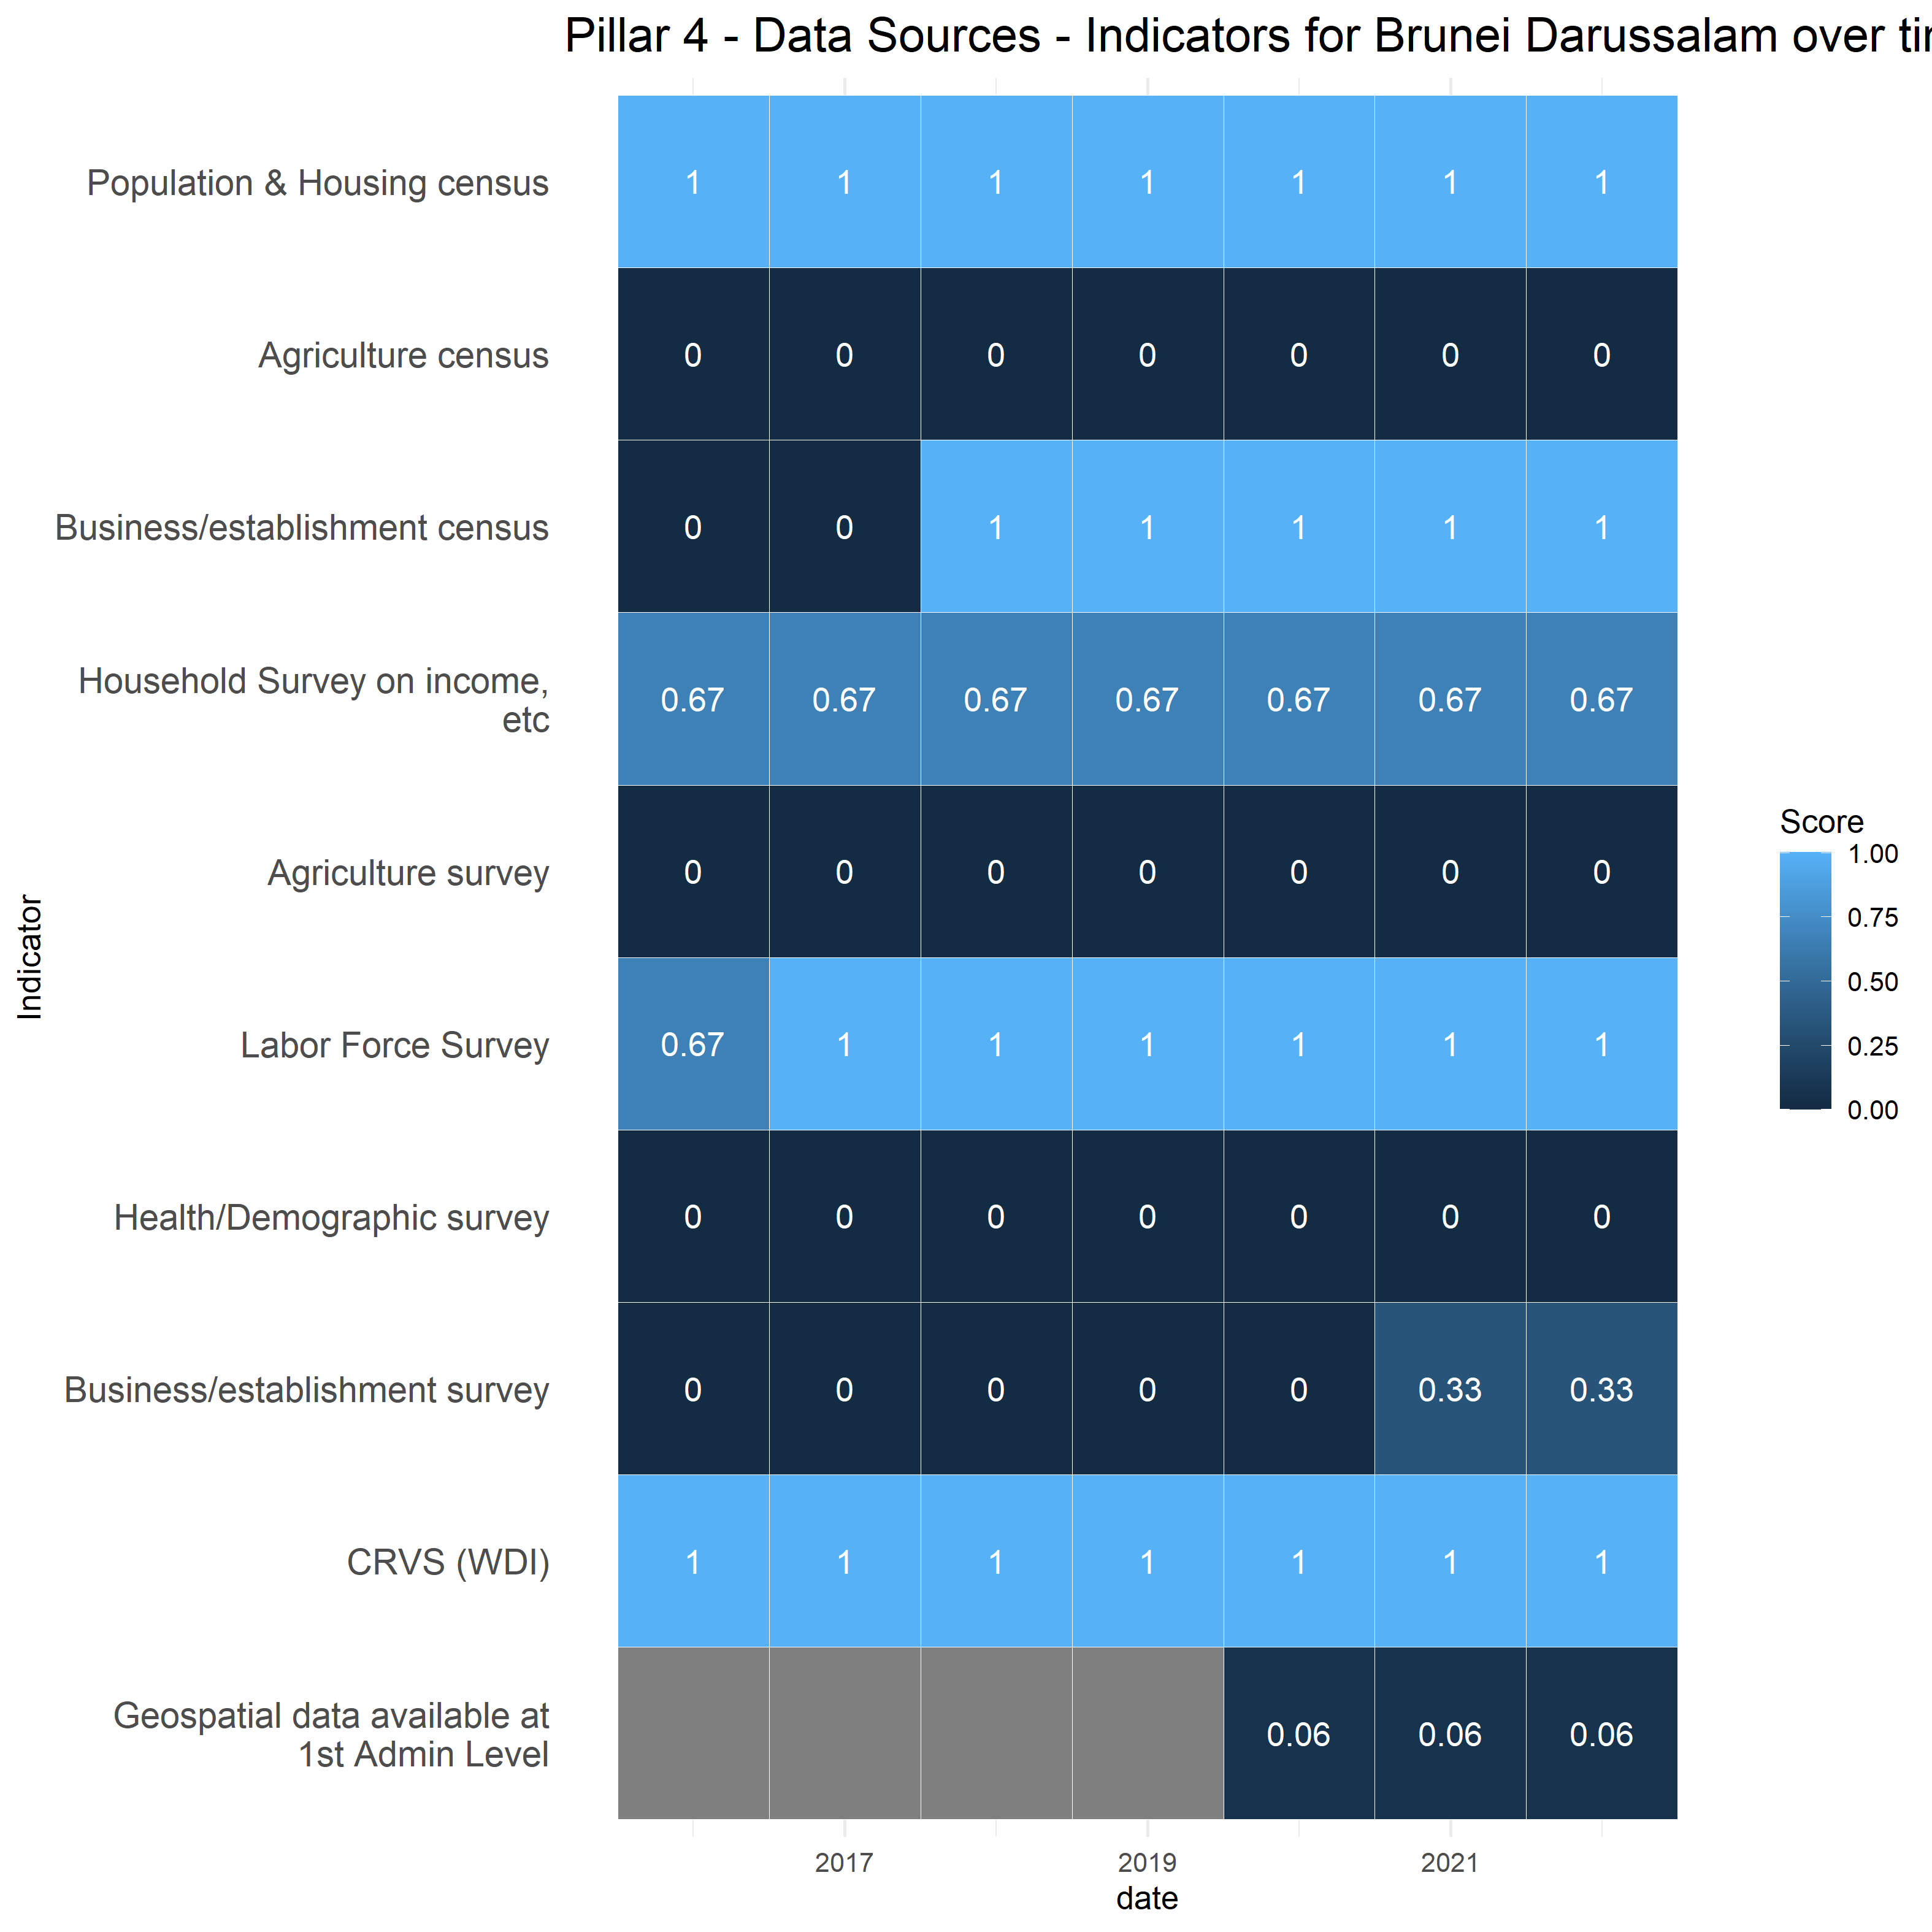 Pillar 4 - Data Sources - Indicators for Brunei Darussalam over
Population & Housing census
1 1 1 1 1 1 1
Agriculture census
0 0 0 0 0 0 0
Business/establishment census
0 0 1 1 1 1 1
Household Survey on income,
etc
0.67 0.67 0.67 0.67 0.67 0.67 0.67
Agriculture survey
0 0 0 0 0 0 0
Labor Force Survey
0.67 1 1 1 1 1 1
Health/Demographic survey
0 0 0 0 0 0 0
Business/establishment survey
0 0 0 0 0 0.33 0.33
CRVS (WDI)
1 1 1 1 1 1 1
Geospatial data available at
1st Admin Level
0.06 0.06 0.06
2017 2019 2021
date
Indicator
Score
1.00
0.75
0.50
0.25
0.00